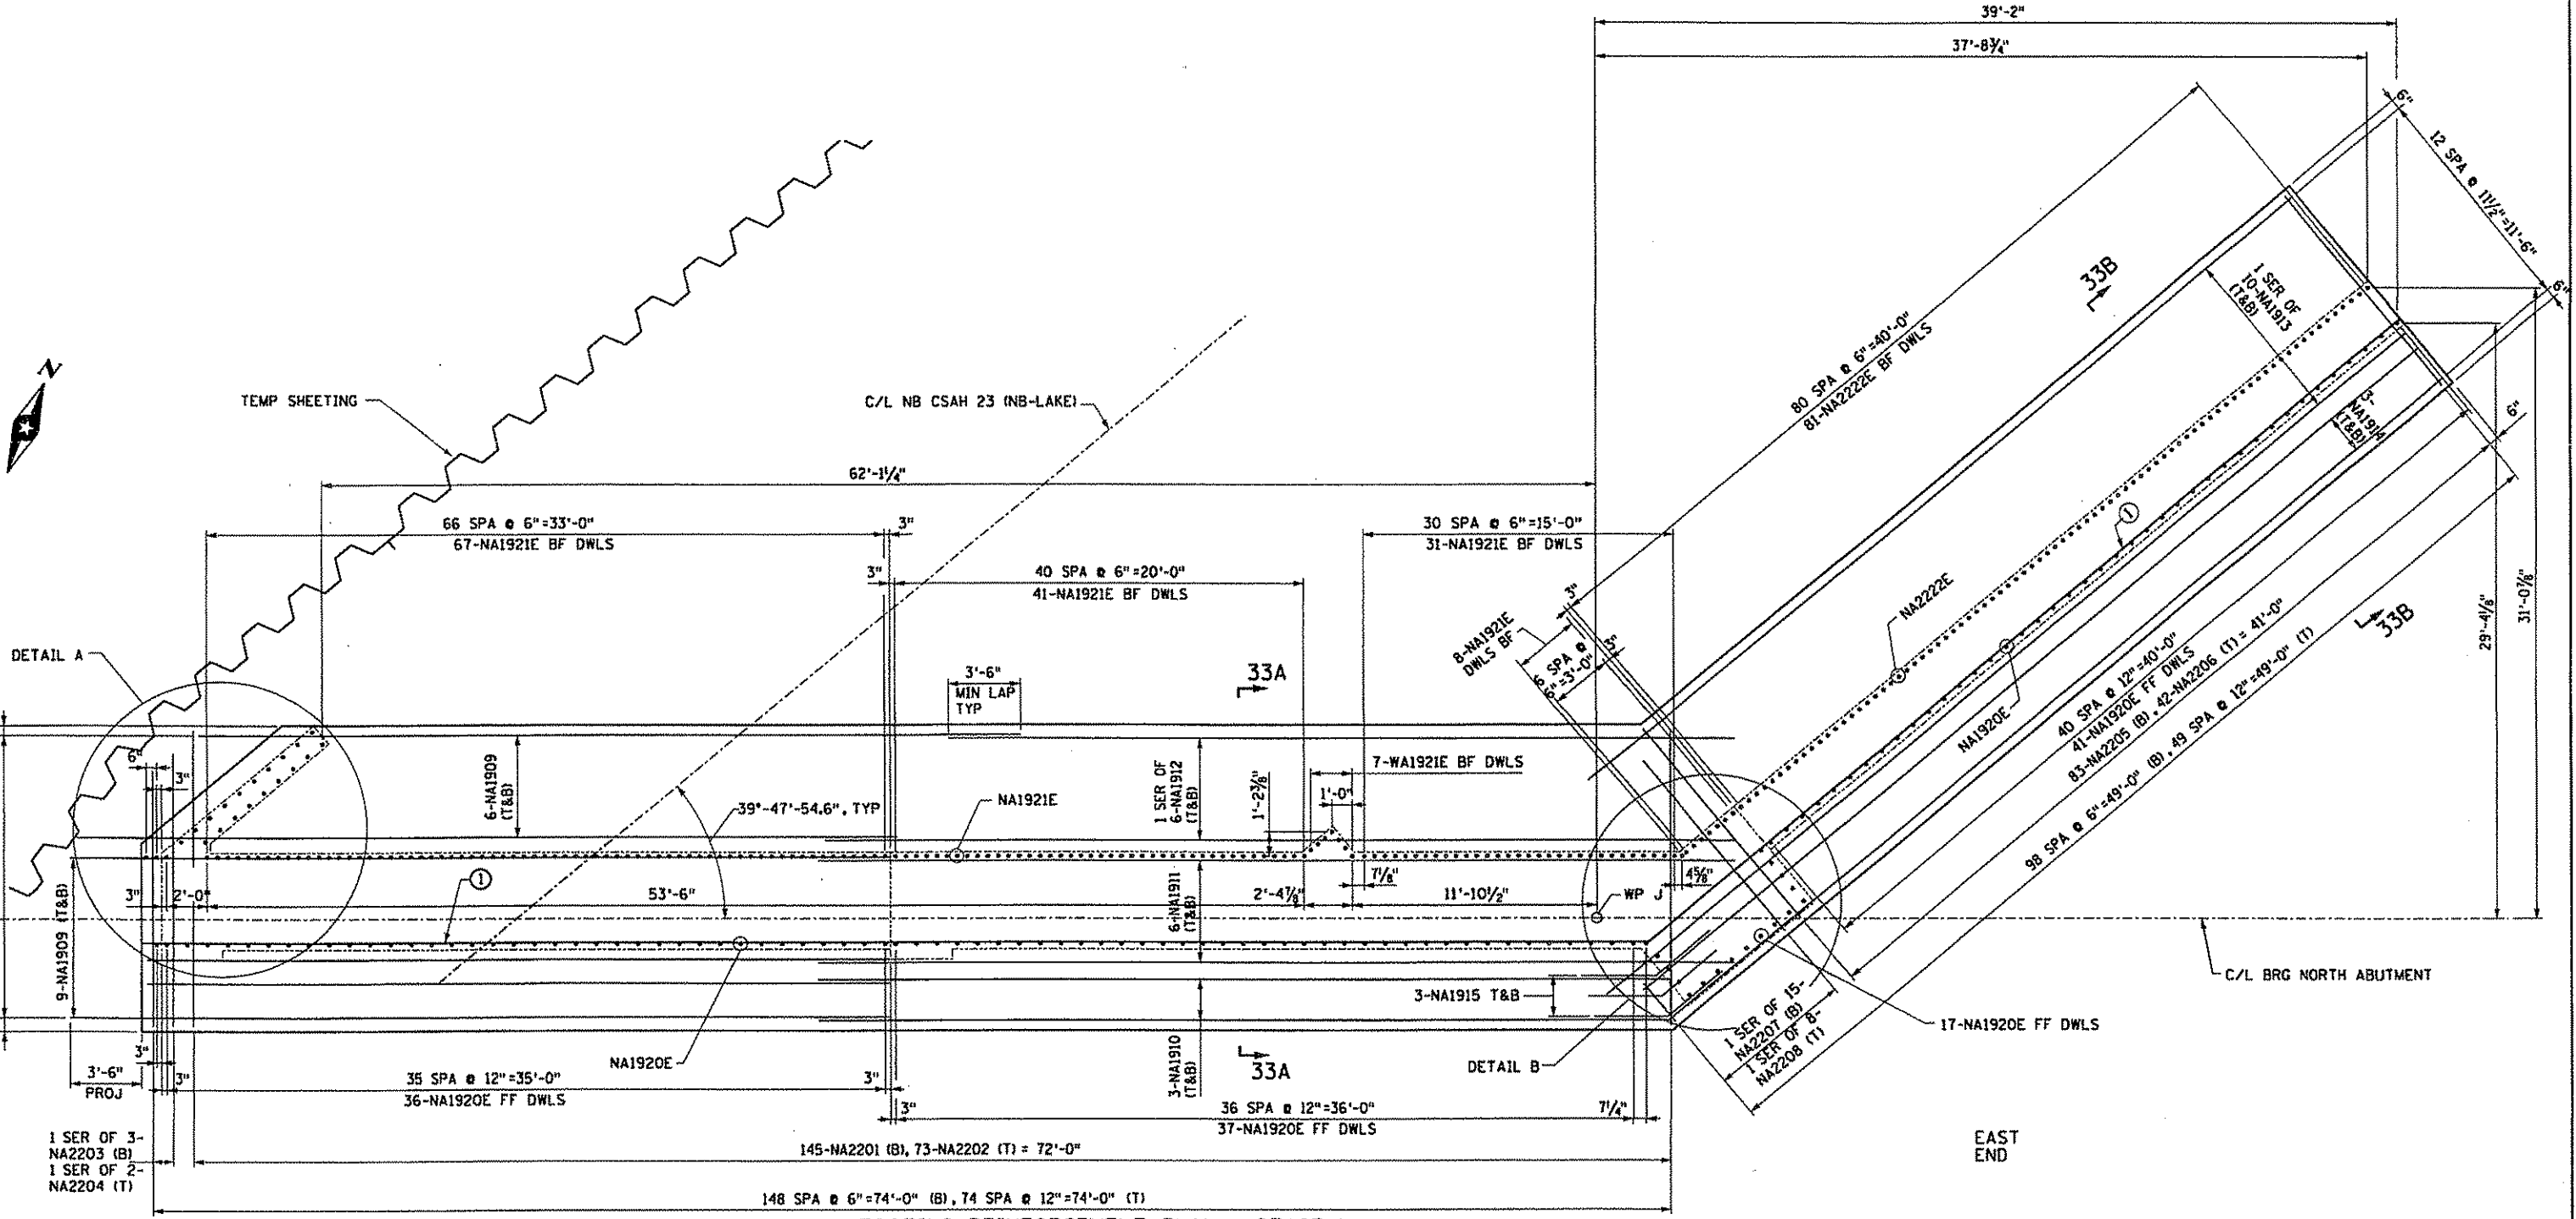 39'-2"
37'-8¾"
6"
12 SPA @ 11½"=11'-6"
6"
33B
1 SER OF
10-NA1913
(T&B)
80 SPA @ 6"=40'-0"
81-NA2222E BF DWLS
N
TEMP SHEETING
C/L NB CSAH 23 (NB-LAKE)
3-
NA1914
(T&B)
6"
62'-1¼"
66 SPA @ 6"=33'-0"
67-NA1921E BF DWLS
3"
30 SPA @ 6"=15'-0"
31-NA1921E BF DWLS
1
3"
40 SPA @ 6"=20'-0"
41-NA1921E BF DWLS
3"
8-NA1921E
DWLS BF
6 SPA @
6"=3'-0"
3"
NA2222E
29'-4⅛"
31'-0⅞"
33B
DETAIL A
3'-6"
MIN LAP
TYP
33A
NA1920E
40 SPA @ 12"=40'-0"
41-NA1920E FF DWLS
83-NA2205 (B), 42-NA2206 (T) = 41'-0"
98 SPA @ 6"=49'-0" (B), 49 SPA @ 12"=49'-0" (T)
6"
3"
6-NA1909
(T&B)
39°-47'-54.6", TYP
NA1921E
1 SER OF
6-NA1912
(T&B)
1'-2⅜"
1'-0"
7-WA1921E BF DWLS
3"
2'-0"
1
53'-6"
9-NA1909 (T&B)
6-NA1911
(T&B)
2'-4⅞"
7⅛"
11'-10½"
4⅝"
WP J
C/L BRG NORTH ABUTMENT
3-NA1915 T&B
1 SER OF 15-
NA2207 (B)
1 SER OF 8-
NA2208 (T)
17-NA1920E FF DWLS
3"
3'-6"
PROJ
3"
35 SPA @ 12"=35'-0"
36-NA1920E FF DWLS
NA1920E
3"
3-NA1910
(T&B)
33A
DETAIL B
3"
36 SPA @ 12"=36'-0"
37-NA1920E FF DWLS
7¼"
1 SER OF 3-
NA2203 (B)
1 SER OF 2-
NA2204 (T)
145-NA2201 (B), 73-NA2202 (T) = 72'-0"
EAST
END
148 SPA @ 6"=74'-0" (B), 74 SPA @ 12"=74'-0" (T)